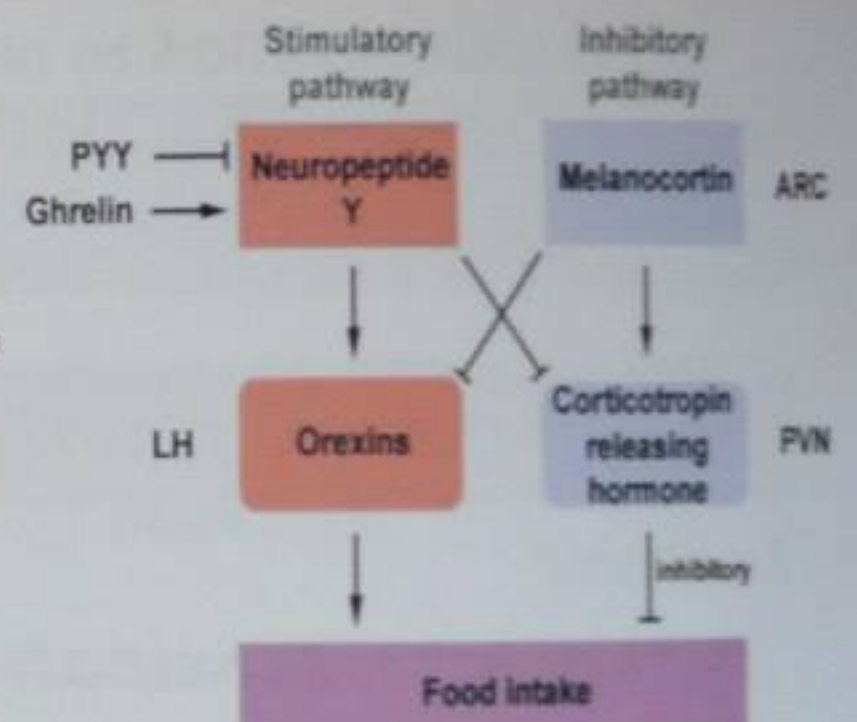 Stimulatory
pathway
Inhibitory
pathway
PYY
Ghrelin
Neuropeptide
Y
Melanocortin
ARC
LH
Orexins
Corticotropin
releasing
hormone
PVN
inhibitory
Food intake